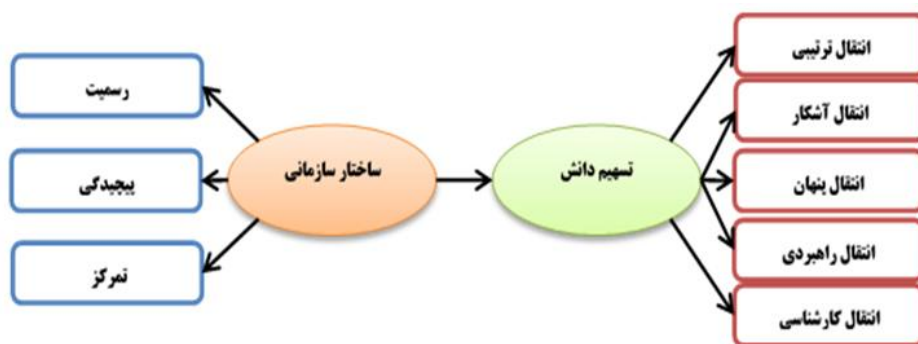 انتقال ترتیبی
انتقال آشکار
انتقال پنهان
انتقال راهبردی
انتقال کارشناسی
تسهیم دانش
ساختار سازمانی
رسمیت
پیچیدگی
تمرکز